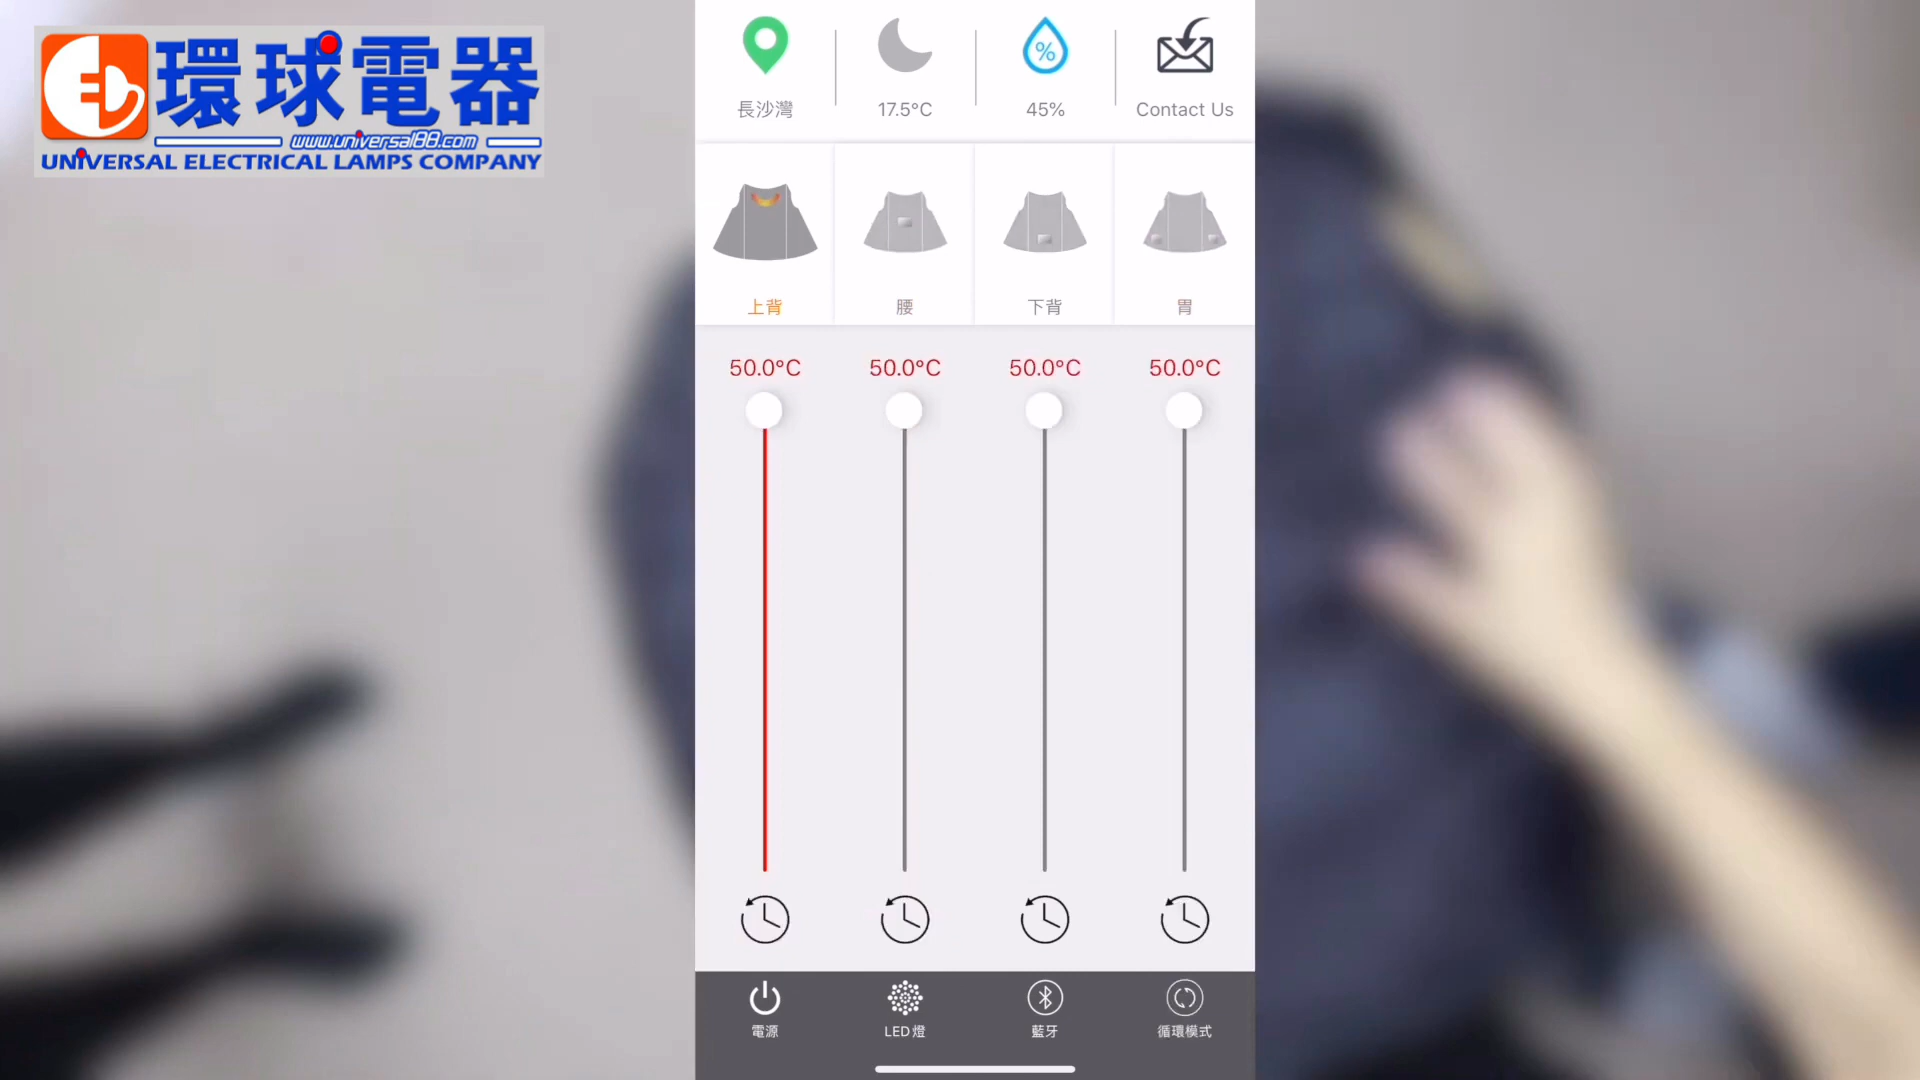 環球電器
www.universal88.com
UNIVERSAL ELECTRICAL LAMPS COMPANY
長沙灣 17.5°C 45% Contact Us
上背 腰 下背 胃
50.0°C 50.0°C 50.0°C 50.0°C
電源 LED燈 藍牙 循環模式